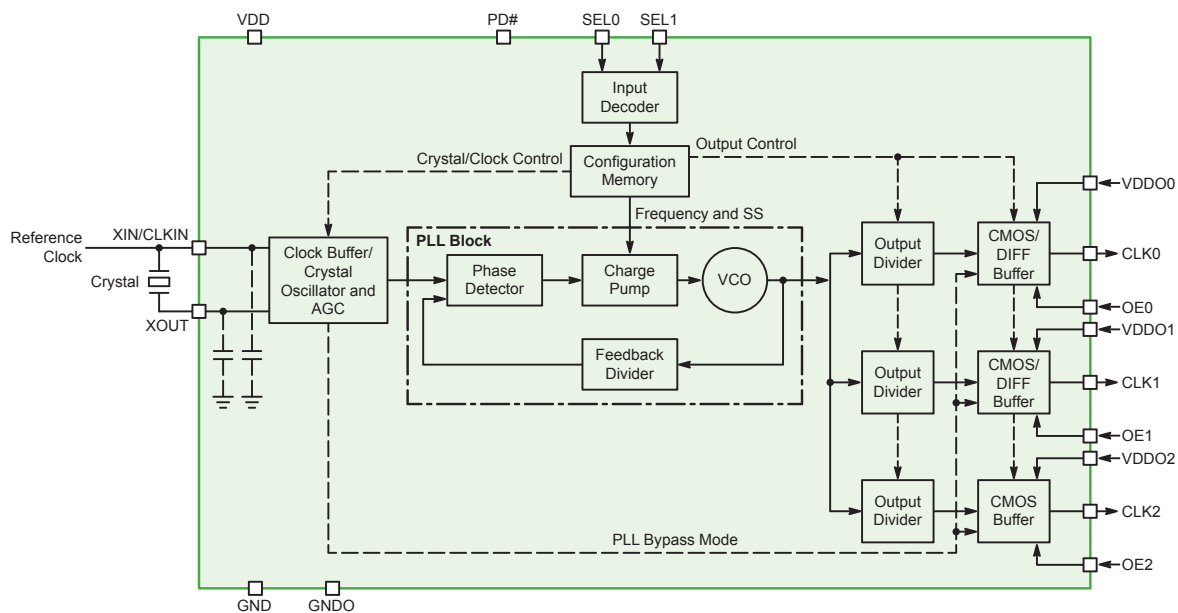 VDD
PD#
SEL0
SEL1
Input
Decoder
Crystal/Clock Control
Configuration
Memory
Output Control
VDDO0
Reference
Clock
XIN/CLKIN
Crystal
XOUT
Clock Buffer/
Crystal
Oscillator and
AGC
Frequency and SS
PLL Block
Phase
Detector
Charge
Pump
VCO
Feedback
Divider
Output
Divider
CMOS/
DIFF
Buffer
CLK0
OE0
VDDO1
Output
Divider
CMOS/
DIFF
Buffer
CLK1
OE1
VDDO2
Output
Divider
CMOS
Buffer
CLK2
PLL Bypass Mode
OE2
GND
GNDO